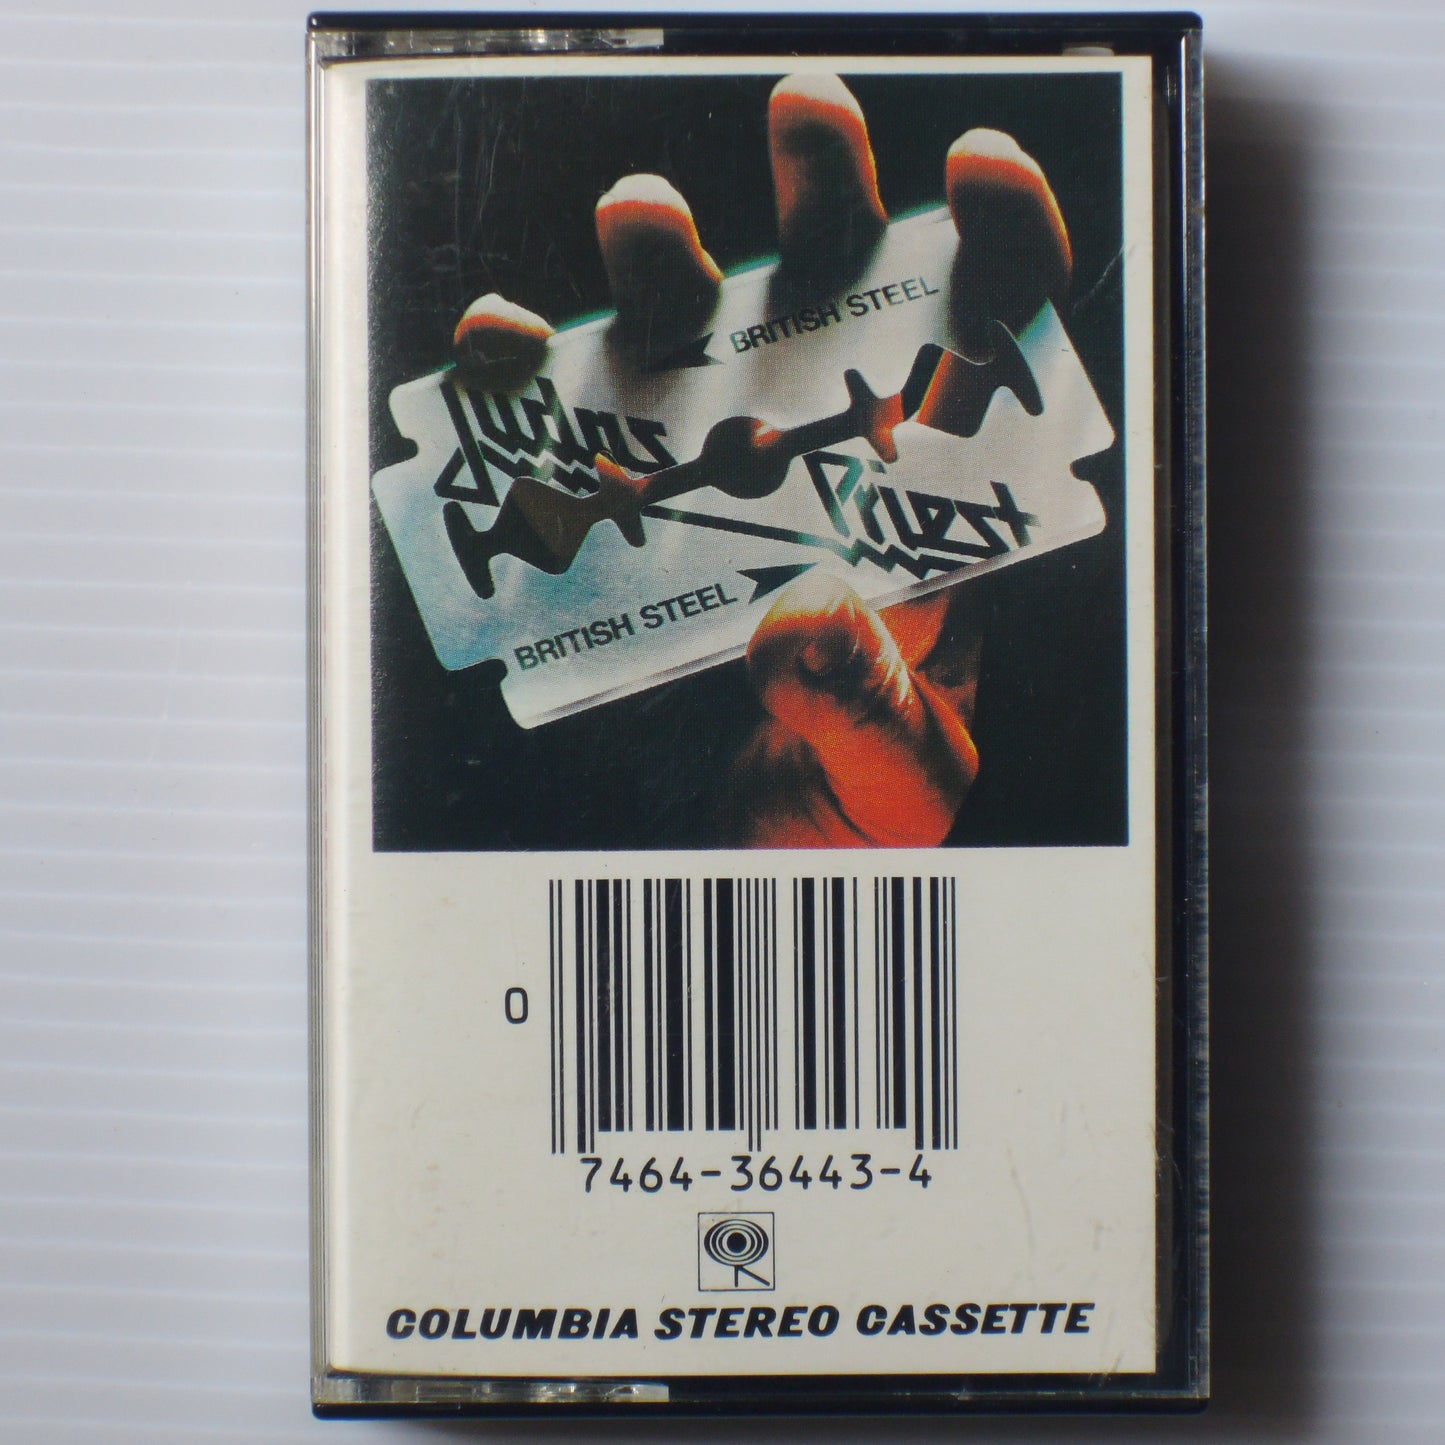 BRITISH STEEL
Judas
Priest
BRITISH STEEL
0
7464-36443-4
COLUMBIA STEREO CASSETTE